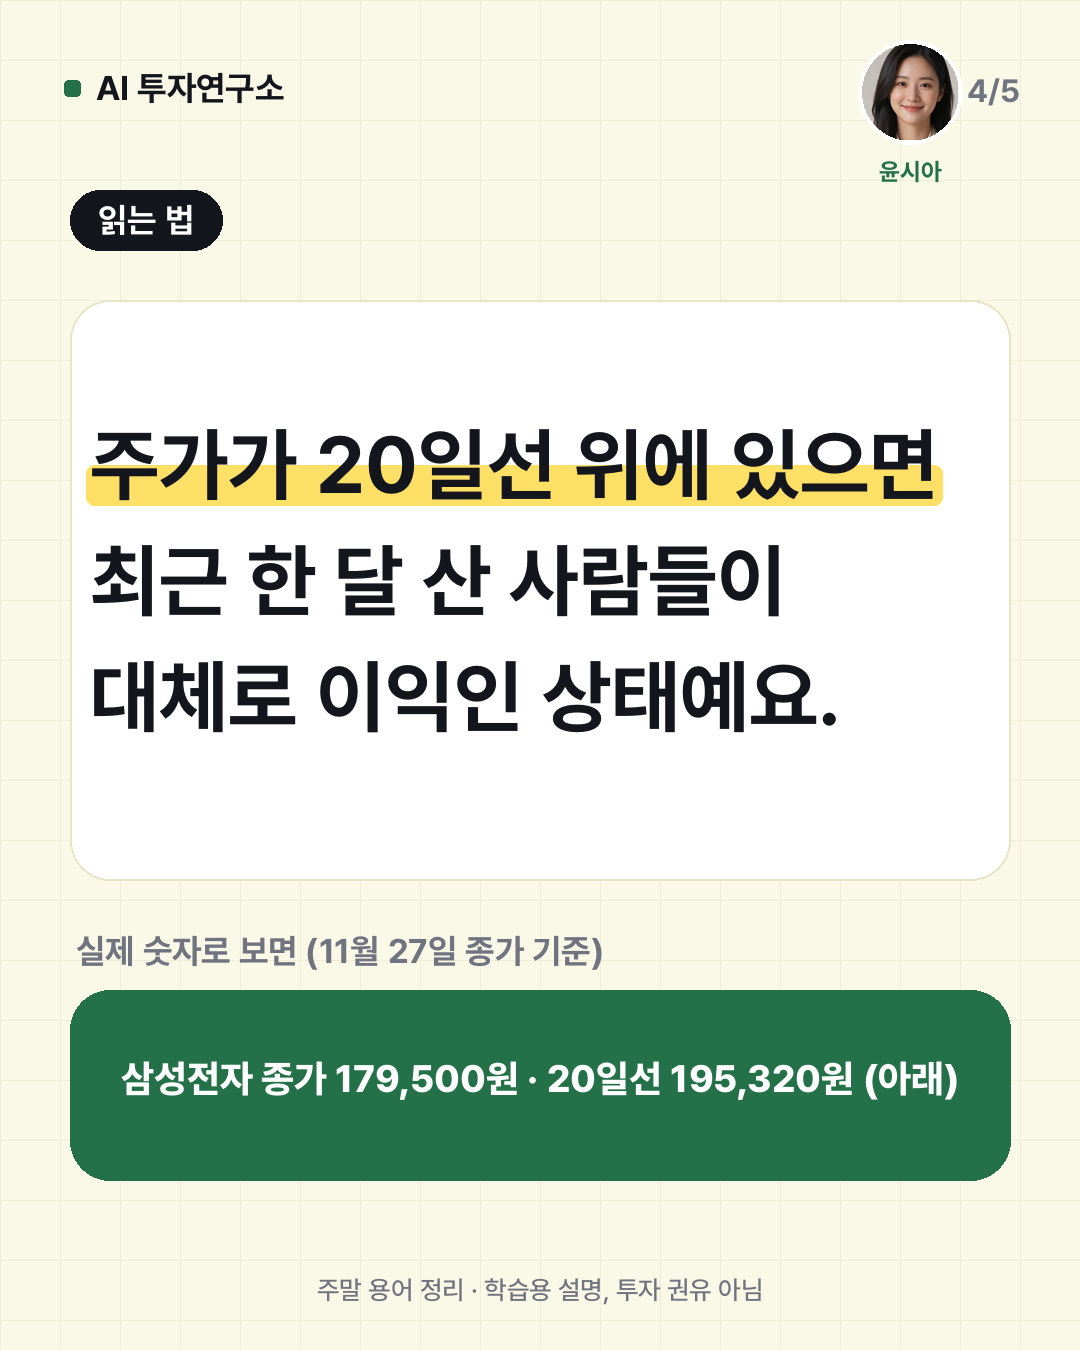 AI 투자연구소
4/5
윤시아
읽는 법
주가가 20일선 위에 있으면
최근 한 달 산 사람들이
대체로 이익인 상태예요.
실제 숫자로 보면 (11월 27일 종가 기준)
삼성전자 종가 179,500원 · 20일선 195,320원 (아래)
주말 용어 정리 · 학습용 설명, 투자 권유 아님